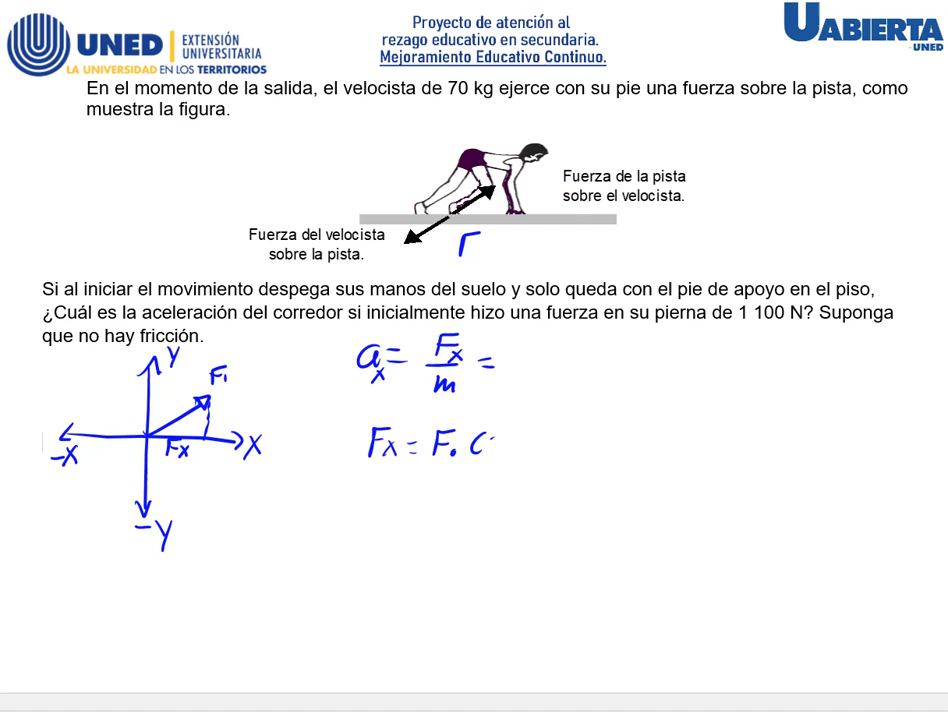 UNED
EXTENSIÓN
UNIVERSITARIA
LA UNIVERSIDAD EN LOS TERRITORIOS
Proyecto de atención al
rezago educativo en secundaria.
Mejoramiento Educativo Continuo.
UABIERTA
UNED
En el momento de la salida, el velocista de 70 kg ejerce con su pie una fuerza sobre la pista, como
muestra la figura.
Fuerza de la pista
sobre el velocista.
Fuerza del velocista
sobre la pista.
Si al iniciar el movimiento despega sus manos del suelo y solo queda con el pie de apoyo en el piso,
¿Cuál es la aceleración del corredor si inicialmente hizo una fuerza en su pierna de 1 100 N? Suponga
que no hay fricción.
Y
F₁
-X
Fx
X
-Y
aₓ = Fₓ/m =
Fx = F. C